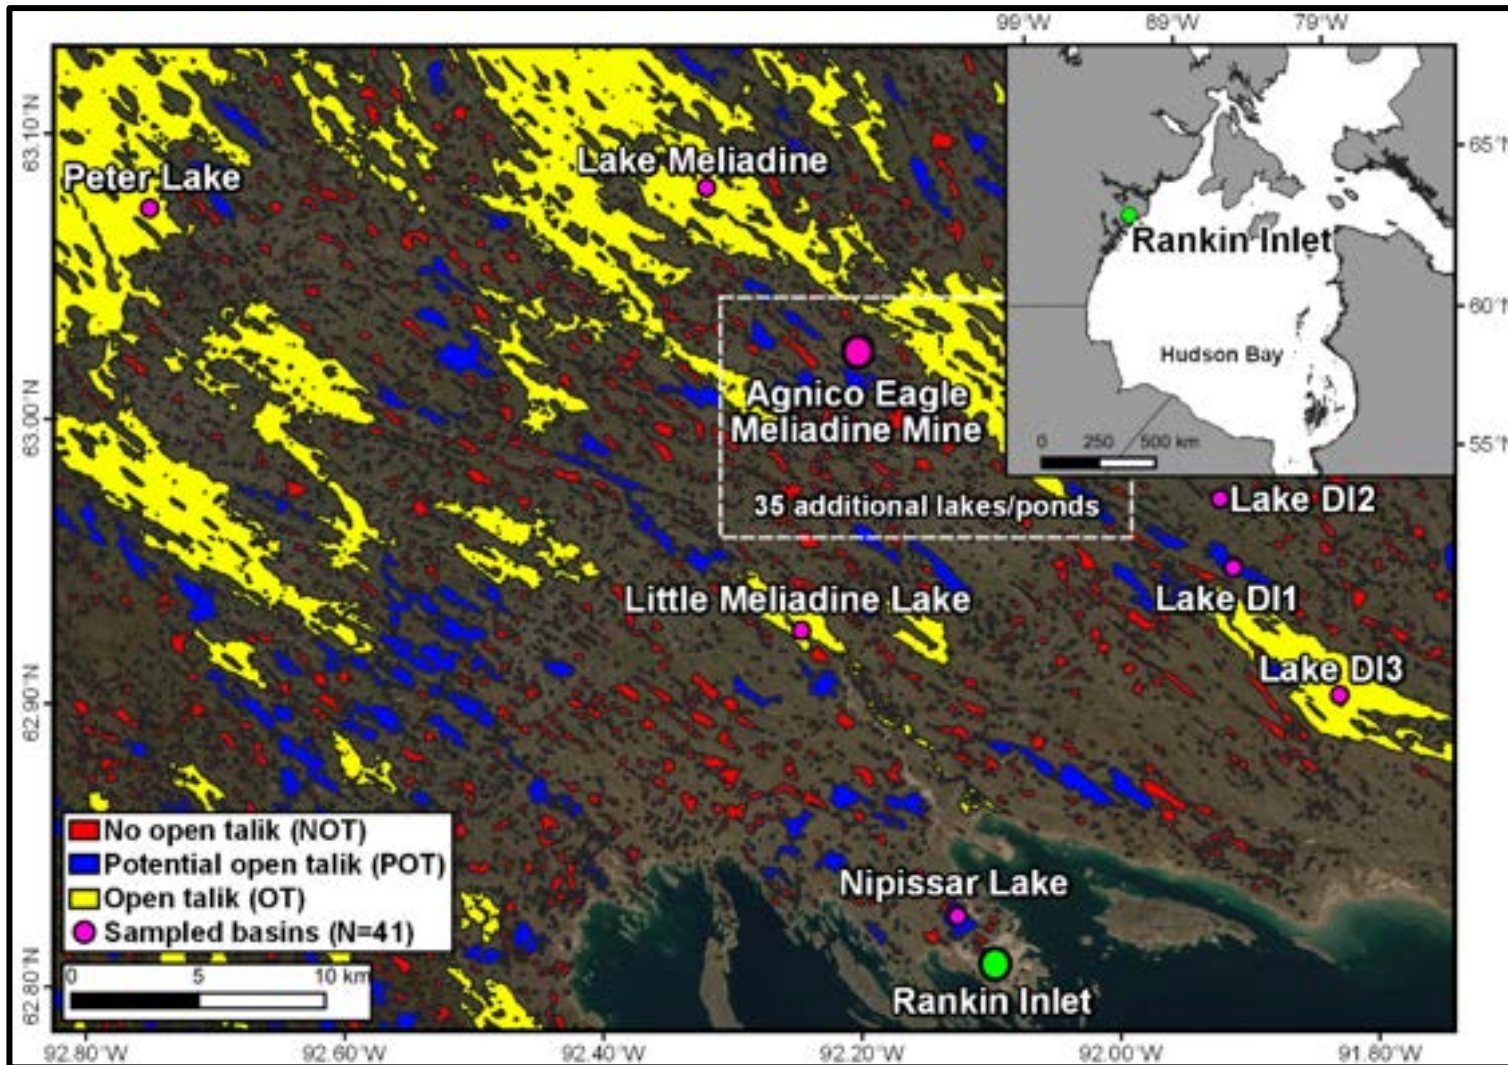 99°W
89°W
79°W
63.10°N
65°N
Lake Meliadine
Peter Lake
Rankin Inlet
60°N
Hudson Bay
Agnico Eagle
Meliadine Mine
63.00°N
0 250 500 km
55°N
35 additional lakes/ponds
Lake DI2
Little Meliadine Lake
Lake DI1
Lake DI3
62.90°N
No open talik (NOT)
Potential open talik (POT)
Open talik (OT)
Sampled basins (N=41)
Nipissar Lake
0 5 10 km
62.80°N
Rankin Inlet
92.80°W
92.60°W
92.40°W
92.20°W
92.00°W
91.80°W